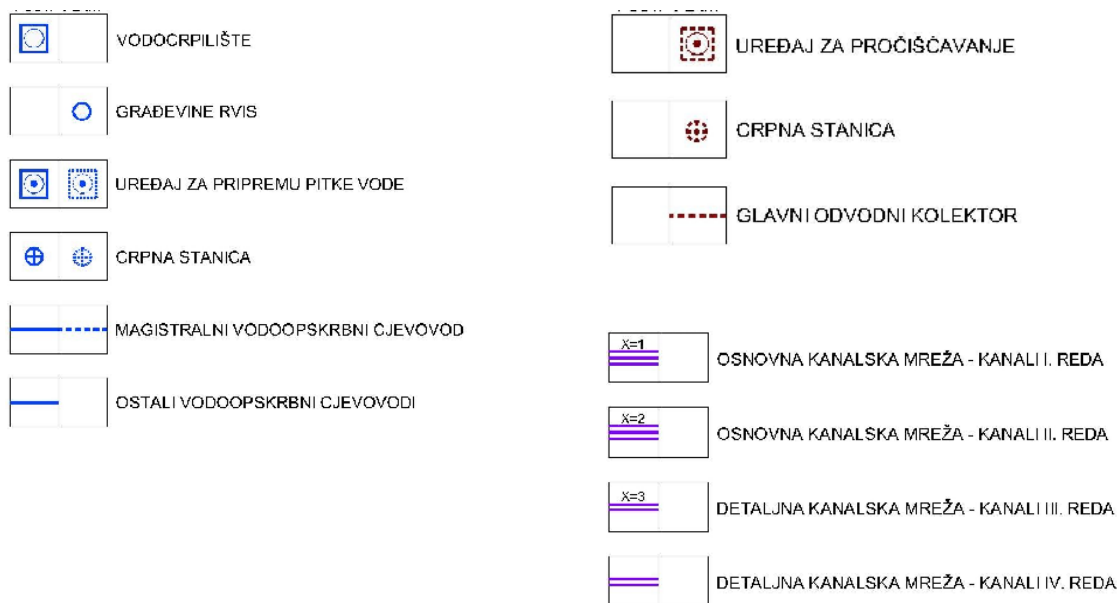 VODOCRPILIŠTE
GRAĐEVINE RVIS
UREĐAJ ZA PRIPREMU PITKE VODE
CRPNA STANICA
MAGISTRALNI VODOOPSKRBNI CJEVOVOD
OSTALI VODOOPSKRBNI CJEVOVODI
UREĐAJ ZA PROČIŠĆAVANJE
CRPNA STANICA
GLAVNI ODVODNI KOLEKTOR
X=1
OSNOVNA KANALSKA MREŽA - KANALI I. REDA
X=2
OSNOVNA KANALSKA MREŽA - KANALI II. REDA
X=3
DETALJNA KANALSKA MREŽA - KANALI III. REDA
DETALJNA KANALSKA MREŽA - KANALI IV. REDA